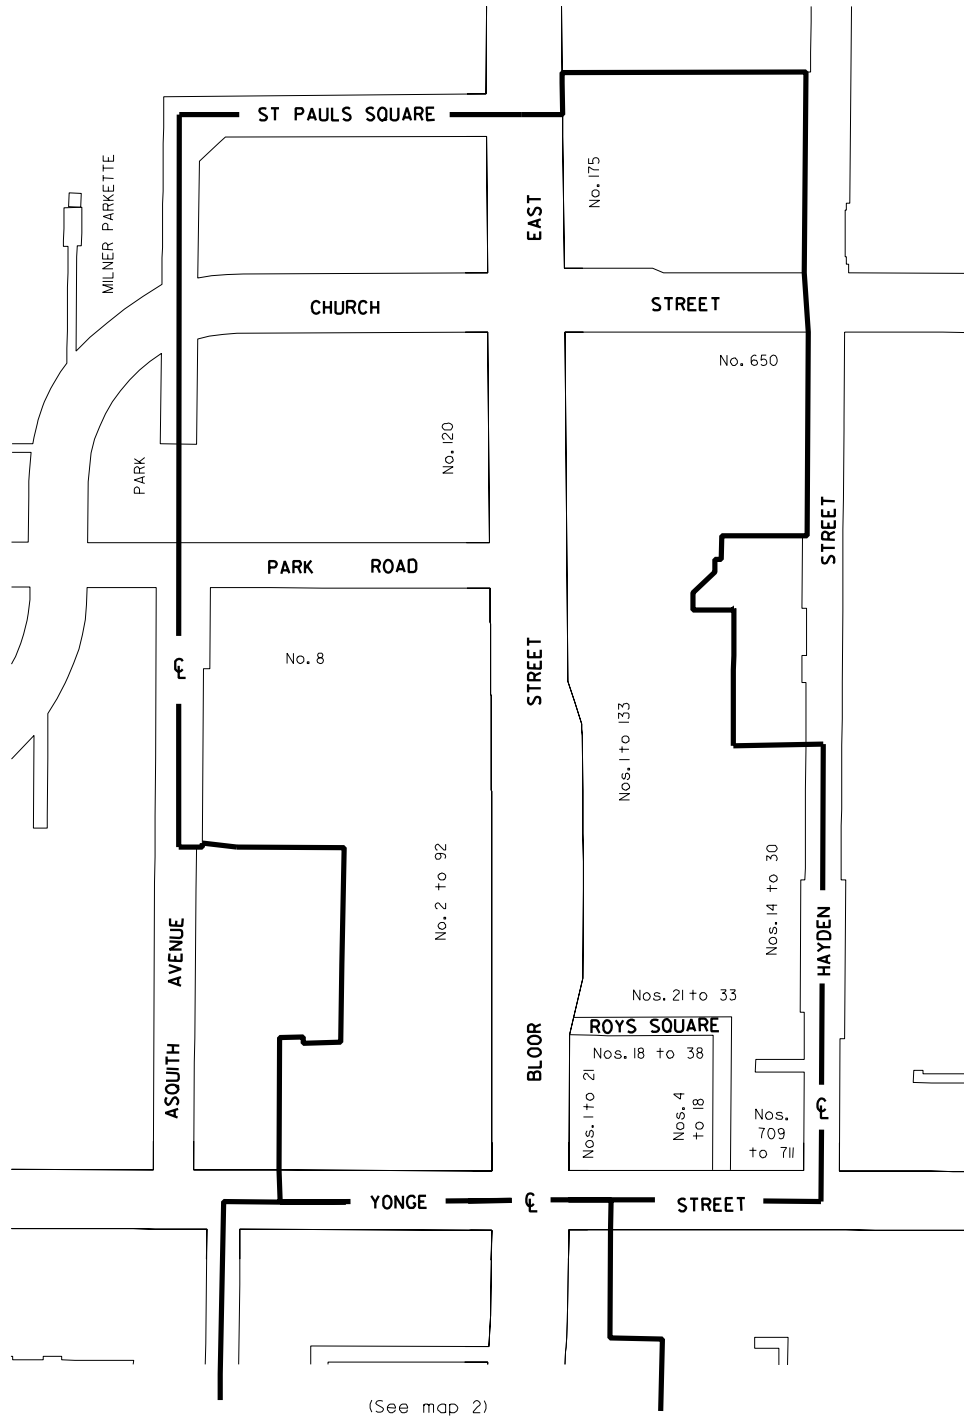 ST PAULS SQUARE
MILNER PARKETTE
No. 175
EAST
CHURCH
STREET
No. 650
No. 120
PARK
STREET
PARK ROAD
No. 8
STREET
Nos. 1 to 133
No. 2 to 92
Nos. 14 to 30
AVENUE
HAYDEN
Nos. 21 to 33
ROYS SQUARE
Nos. 18 to 38
BLOOR
ASQUITH
Nos. 1 to 21
Nos. 4
to 18
Nos.
709
to 711
YONGE
STREET
(See map 2)